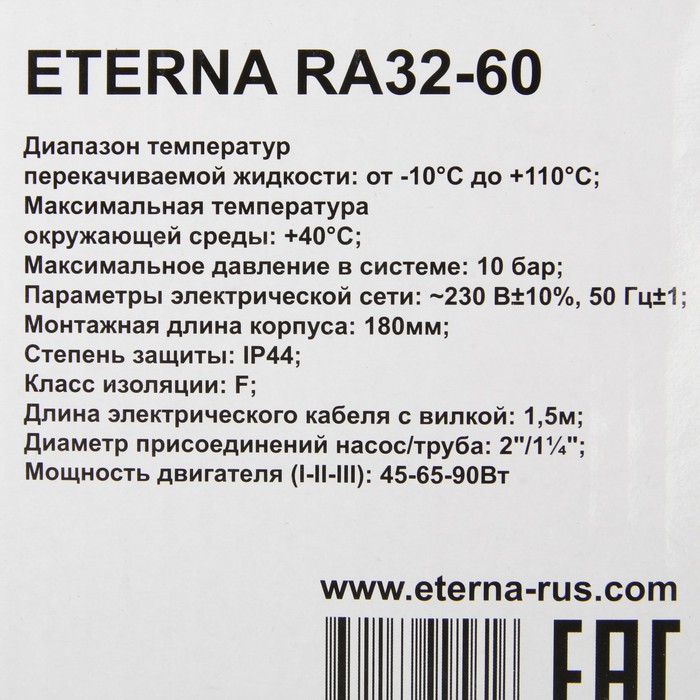 ETERNA RA32-60
Диапазон температур
перекачиваемой жидкости: от -10°С до +110°С;
Максимальная температура
окружающей среды: +40°С;
Максимальное давление в системе: 10 бар;
Параметры электрической сети: ~230 В±10%, 50 Гц±1;
Монтажная длина корпуса: 180мм;
Степень защиты: IP44;
Класс изоляции: F;
Длина электрического кабеля с вилкой: 1,5м;
Диаметр присоединений насос/труба: 2"/1¼";
Мощность двигателя (I-II-III): 45-65-90Вт
www.eterna-rus.com
EAC